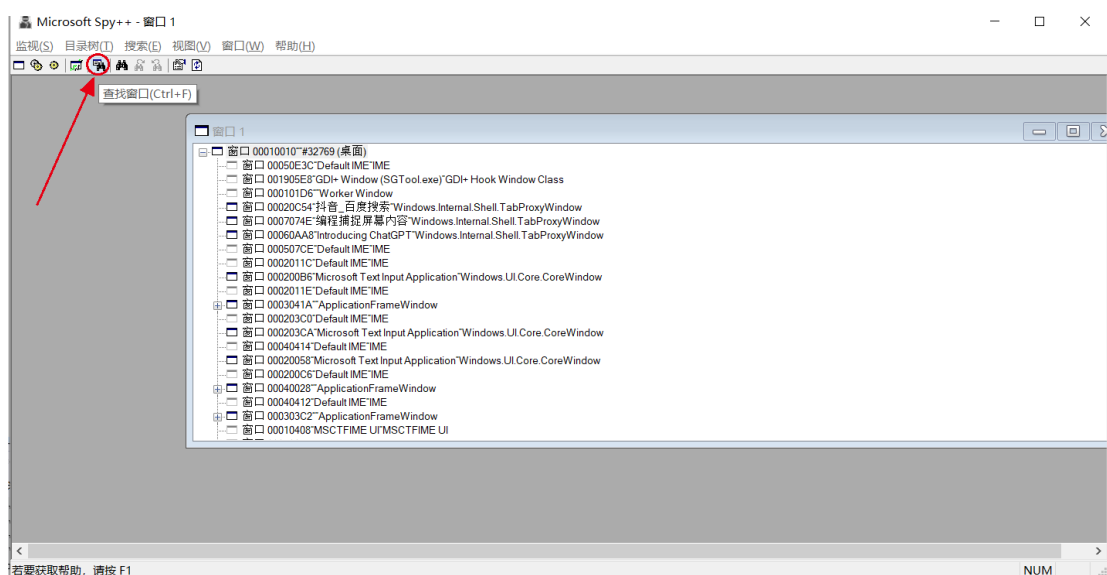 Microsoft Spy++ - 窗口 1
监视(S) 目录树(T) 搜索(E) 视图(V) 窗口(W) 帮助(H)
查找窗口(Ctrl+F)
窗口 1
窗口 00010010""#32769 (桌面)
窗口 00050E3C"Default IME"IME
窗口 001905E8"GDI+ Window (SGTool.exe)"GDI+ Hook Window Class
窗口 000101D6""Worker Window
窗口 00020C54"抖音_百度搜索"Windows.Internal.Shell.TabProxyWindow
窗口 0007074E"编程捕捉屏幕内容"Windows.Internal.Shell.TabProxyWindow
窗口 00060AA8"Introducing ChatGPT"Windows.Internal.Shell.TabProxyWindow
窗口 000507CE"Default IME"IME
窗口 0002011C"Default IME"IME
窗口 000200B6"Microsoft Text Input Application"Windows.UI.Core.CoreWindow
窗口 0002011E"Default IME"IME
窗口 0003041A""ApplicationFrameWindow
窗口 000203C0"Default IME"IME
窗口 000203CA"Microsoft Text Input Application"Windows.UI.Core.CoreWindow
窗口 00040414"Default IME"IME
窗口 00020058"Microsoft Text Input Application"Windows.UI.Core.CoreWindow
窗口 000200C6"Default IME"IME
窗口 00040028""ApplicationFrameWindow
窗口 00040412"Default IME"IME
窗口 000303C2""ApplicationFrameWindow
窗口 00010408"MSCTFIME UI"MSCTFIME UI
若要获取帮助，请按 F1
NUM